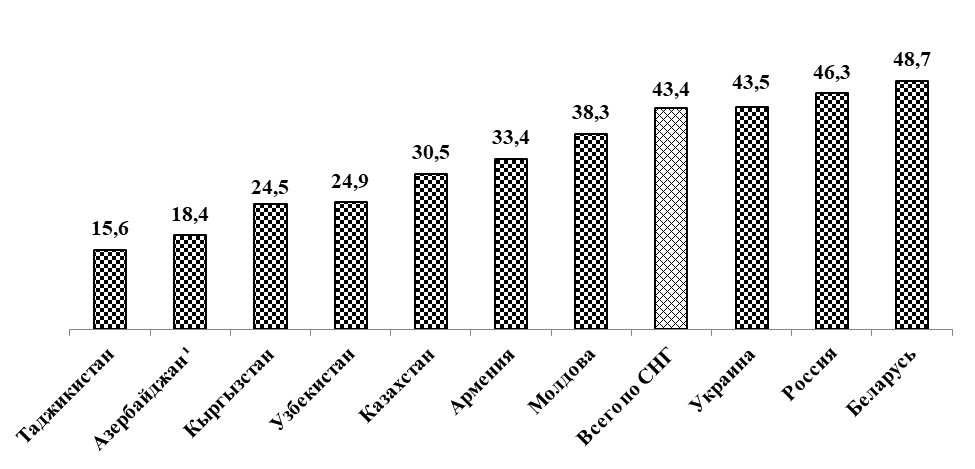 15,6
18,4
24,5
24,9
30,5
33,4
38,3
43,4
43,5
46,3
48,7
Таджикистан
Азербайджан¹
Кыргызстан
Узбекистан
Казахстан
Армения
Молдова
Всего по СНГ
Украина
Россия
Беларусь